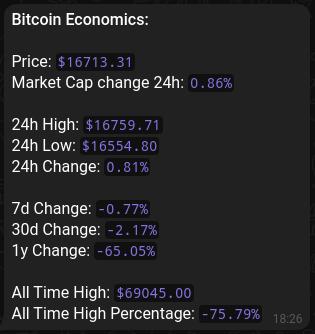 Bitcoin Economics:
Price: $16713.31
Market Cap change 24h: 0.86%
24h High: $16759.71
24h Low: $16554.80
24h Change: 0.81%
7d Change: -0.77%
30d Change: -2.17%
1y Change: -65.05%
All Time High: $69045.00
All Time High Percentage: -75.79%
18:26